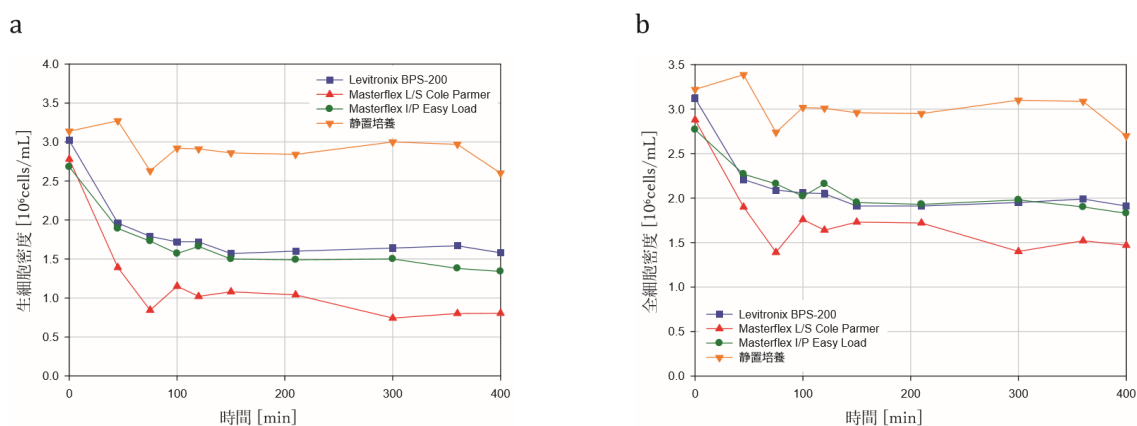 a
生細胞密度 [10⁶cells/mL]
4.0
3.5
3.0
2.5
2.0
1.5
1.0
0.5
0.0
Levitronix BPS-200
Masterflex L/S Cole Parmer
Masterflex I/P Easy Load
静置培養
0 100 200 300 400
時間 [min]
b
全細胞密度 [10⁶cells/mL]
3.5
3.0
2.5
2.0
1.5
1.0
0.5
0.0
Levitronix BPS-200
Masterflex L/S Cole Parmer
Masterflex I/P Easy Load
静置培養
0 100 200 300 400
時間 [min]